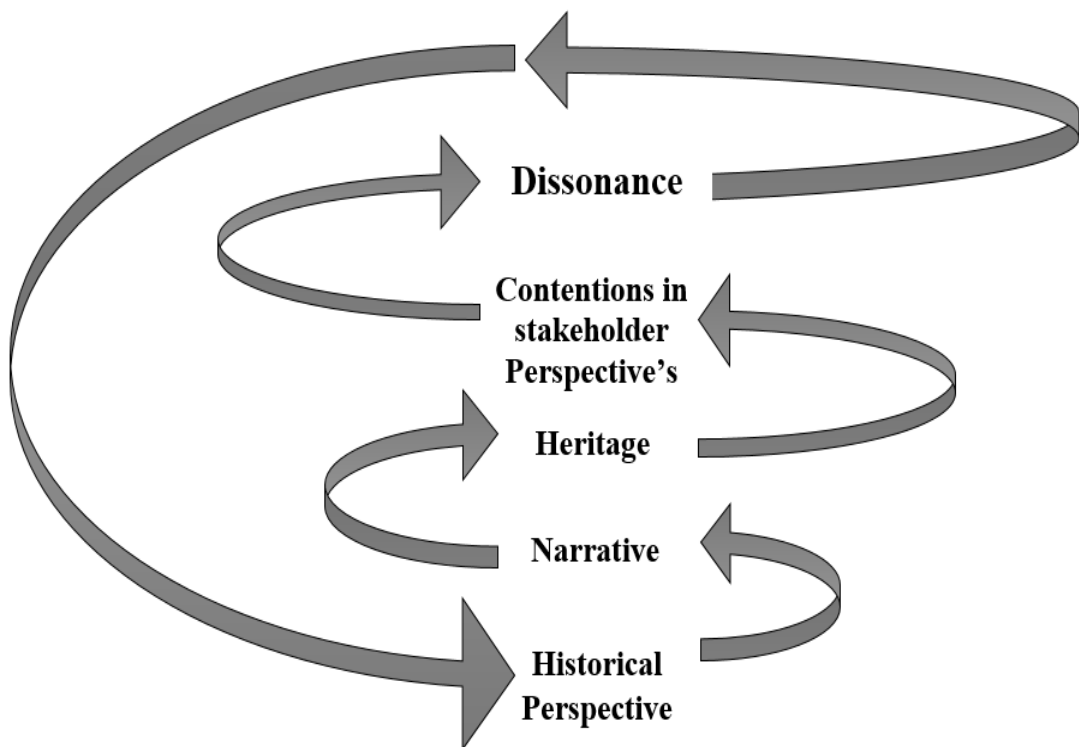 Dissonance
Contentions in
stakeholder
Perspective’s
Heritage
Narrative
Historical
Perspective